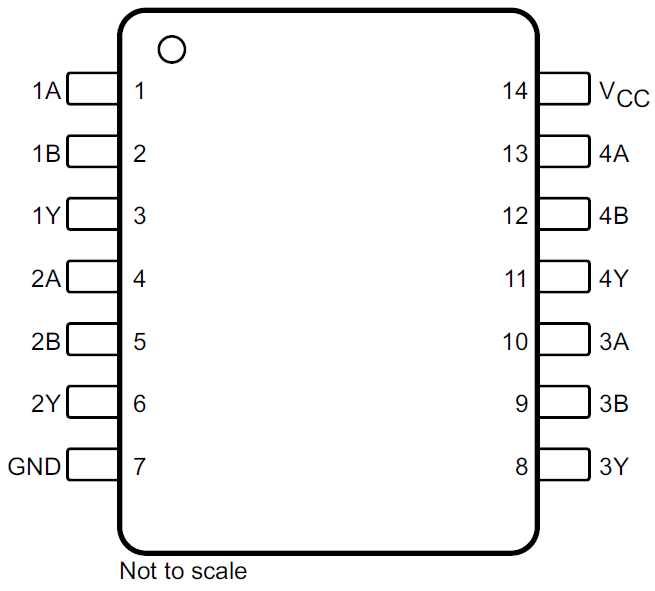 1A 1 14 VCC
1B 2 13 4A
1Y 3 12 4B
2A 4 11 4Y
2B 5 10 3A
2Y 6 9 3B
GND 7 8 3Y
Not to scale